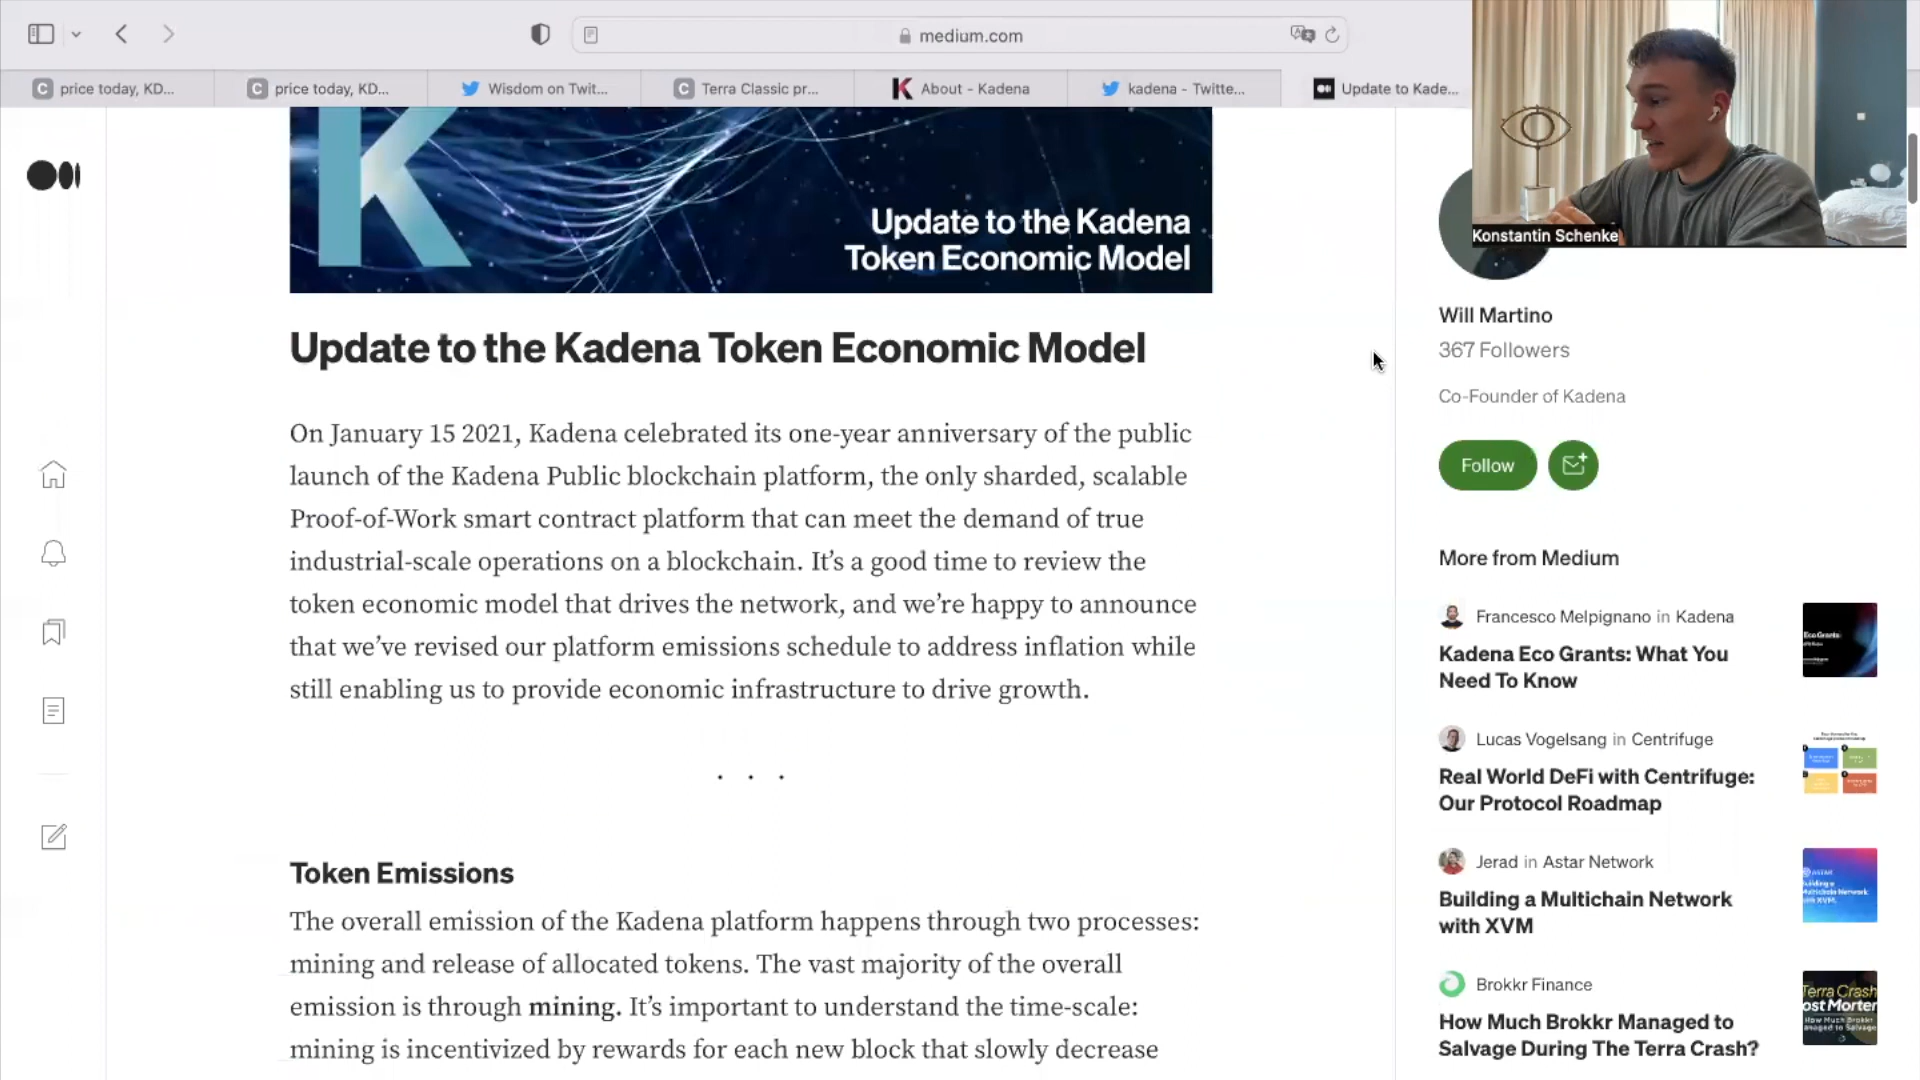 medium.com
price today, KD...
price today, KD...
Wisdom on Twit...
Terra Classic pr...
About - Kadena
kadena - Twitte...
Update to Kade...
Konstantin Schenke
K
Update to the Kadena
Token Economic Model
Update to the Kadena Token Economic Model
On January 15 2021, Kadena celebrated its one-year anniversary of the public
launch of the Kadena Public blockchain platform, the only sharded, scalable
Proof-of-Work smart contract platform that can meet the demand of true
industrial-scale operations on a blockchain. It’s a good time to review the
token economic model that drives the network, and we’re happy to announce
that we’ve revised our platform emissions schedule to address inflation while
still enabling us to provide economic infrastructure to drive growth.
. . .
Token Emissions
The overall emission of the Kadena platform happens through two processes:
mining and release of allocated tokens. The vast majority of the overall
emission is through mining. It’s important to understand the time-scale:
mining is incentivized by rewards for each new block that slowly decrease
Will Martino
367 Followers
Co-Founder of Kadena
Follow
More from Medium
Francesco Melpignano in Kadena
Kadena Eco Grants: What You
Need To Know
Eco Grants:
Lucas Vogelsang in Centrifuge
Real World DeFi with Centrifuge:
Our Protocol Roadmap
Jerad in Astar Network
Building a Multichain Network
with XVM
Brokkr Finance
How Much Brokkr Managed to
Salvage During The Terra Crash?
Terra Crash
ost Morter